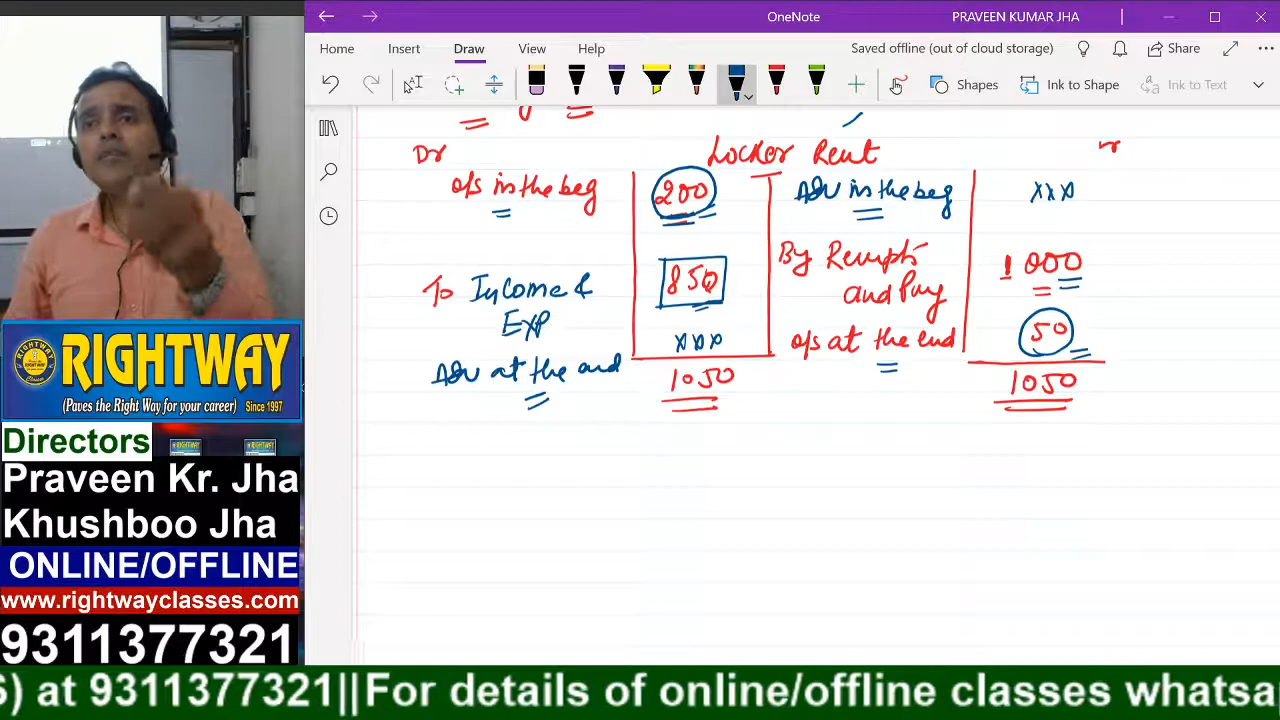 OneNote
PRAVEEN KUMAR JHA
Home Insert Draw View Help
Saved offline (out of cloud storage)
Share
Shapes
Ink to Shape
Ink to Text
Dr Locker Rent
o/s in the beg 200 Adv in the beg xxx
By Receipts 1000
To Income & 850 and Pay
Exp
xxx o/s at the end 50
Adv at the end 1050 1050
RIGHTWAY
(Paves the Right Way for your career) Since 1997
Directors
Praveen Kr. Jha
Khushboo Jha
ONLINE/OFFLINE
www.rightwayclasses.com
9311377321
6) at 9311377321||For details of online/offline classes whatsa